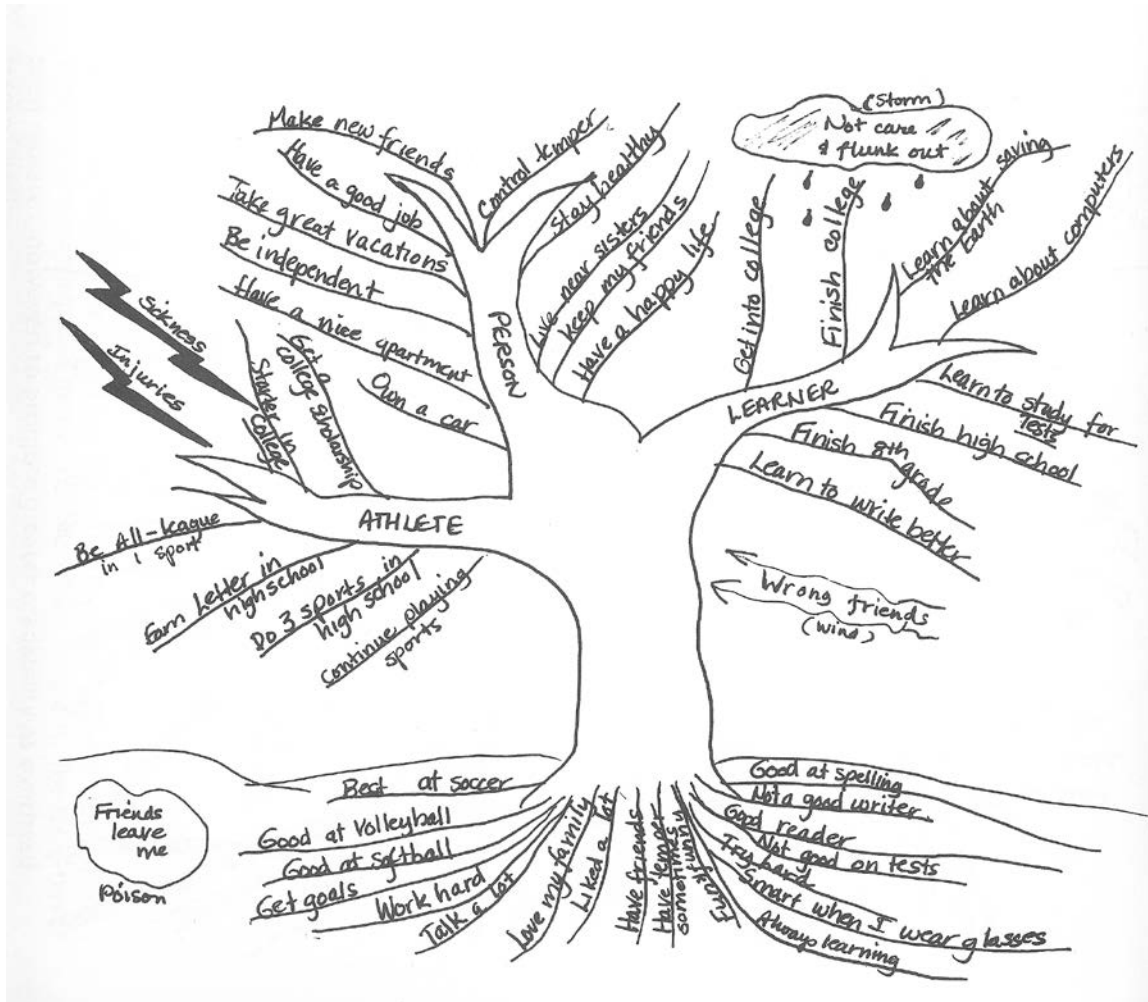 (Storm)
Not care
& flunk out
Make new friends
Have a good job
Take great vacations
Be independent
Have a nice apartment
Own a car
PERSON
Control temper
Stay healthy
Live near sisters
Keep my friends
Have a happy life
Get into college
Finish college
Learn about saving
the Earth
Learn about computers
LEARNER
Learn to study for
Tests
Finish high school
Finish 8th
grade
Learn to write better
Sickness
Injuries
Starter in
College
Get a
college scholarship
ATHLETE
Be All-League
in 1 sport
Earn Letter in
high school
Do 3 sports in
high school
Continue playing
sports
Wrong friends
(wind)
Friends
leave
me
Poison
Best at soccer
Good at volleyball
Good at softball
Get goals
Work hard
Talk a lot
Love my family
Liked a lot
Have friends
Have temper
sometimes
Funny
Good at spelling
Not a good writer
Good reader
Not good on tests
Try hard
Smart when I wear glasses
Always learning